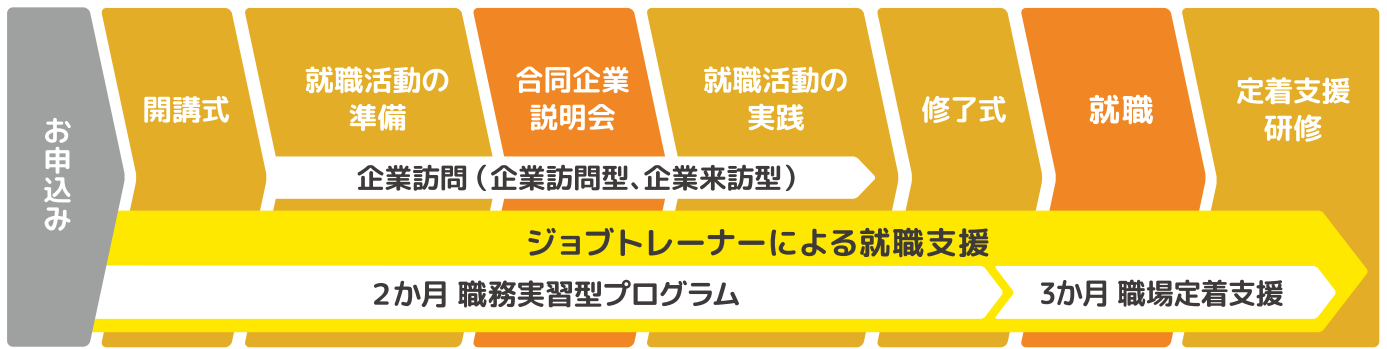 お申込み
開講式
就職活動の
準備
合同企業
説明会
就職活動の
実践
修了式
就職
定着支援
研修
企業訪問（企業訪問型、企業来訪型）
ジョブトレーナーによる就職支援
2か月 職務実習型プログラム
3か月 職場定着支援